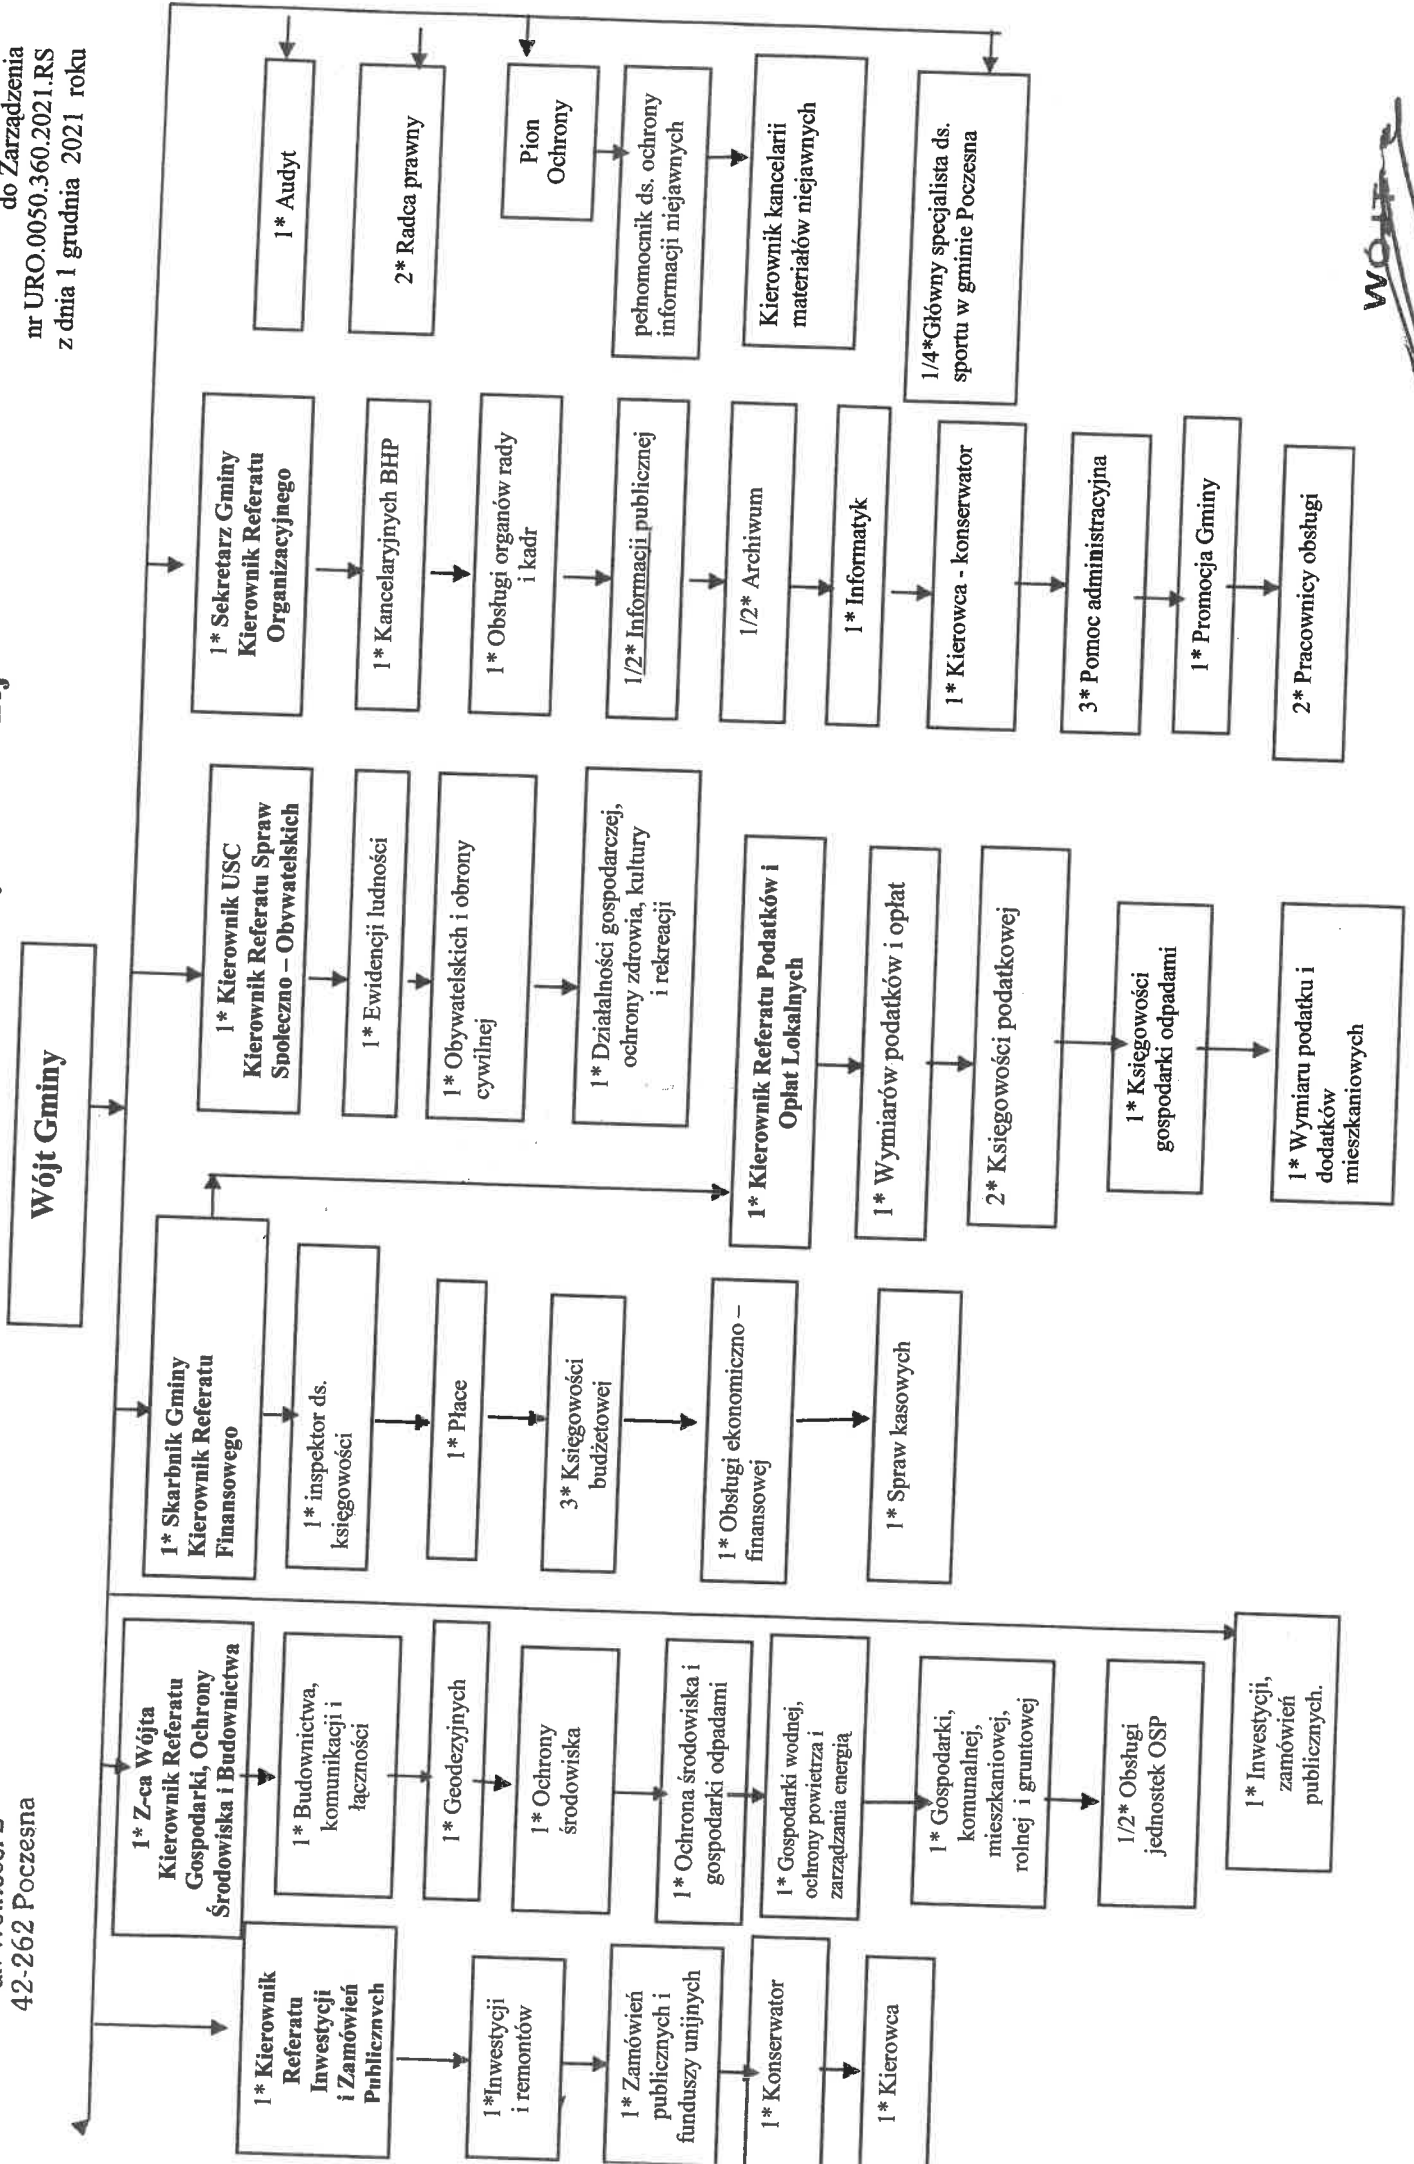 do Zarządzenia
nr URO.0050.360.2021.RS
z dnia 1 grudnia 2021 roku
42-262 Poczesna
Wójt Gminy
1* Kierownik
Referatu
Inwestycji
i Zamówień
Publicznych
1*Inwestycji
i remontów
1* Zamówień
publicznych i
funduszy unijnych
1* Konserwator
1* Kierowca
1* Z-ca Wójta
Kierownik Referatu
Gospodarki, Ochrony
Środowiska i Budownictwa
1* Budownictwa,
komunikacji i
łączności
1* Geodezyjnych
1* Ochrony
środowiska
1* Ochrona środowiska i
gospodarki odpadami
1* Gospodarki wodnej,
ochrony powietrza i
zarządzania energią
1* Gospodarki,
komunalnej,
mieszkaniowej,
rolnej i gruntowej
1/2* Obsługi
jednostek OSP
1* Inwestycji,
zamówień
publicznych.
1* Skarbnik Gminy
Kierownik Referatu
Finansowego
1* inspektor ds.
księgowości
1* Płace
3* Księgowości
budżetowej
1* Obsługi ekonomiczno –
finansowej
1* Spraw kasowych
1* Kierownik Referatu Podatków i
Opłat Lokalnych
1* Wymiarów podatków i opłat
2* Księgowości podatkowej
1* Księgowości
gospodarki odpadami
1* Wymiaru podatku i
dodatków
mieszkaniowych
1* Kierownik USC
Kierownik Referatu Spraw
Społeczno – Obywatelskich
1* Ewidencji ludności
1* Obywatelskich i obrony
cywilnej
1* Działalności gospodarczej,
ochrony zdrowia, kultury
i rekreacji
1* Sekretarz Gminy
Kierownik Referatu
Organizacyjnego
1* Kancelaryjnych BHP
1* Obsługi organów rady
i kadr
1/2* Informacji publicznej
1/2* Archiwum
1* Informatyk
1* Kierowca - konserwator
3* Pomoc administracyjna
1* Promocja Gminy
2* Pracownicy obsługi
1* Audyt
2* Radca prawny
Pion
Ochrony
pełnomocnik ds. ochrony
informacji niejawnych
Kierownik kancelarii
materiałów niejawnych
1/4*Główny specjalista ds.
sportu w gminie Poczesna
WÓJT